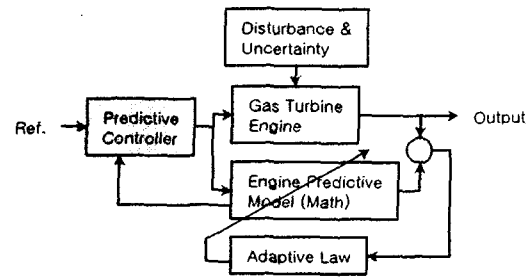 Disturbance &
Uncertainty
Ref.
Predictive
Controller
Gas Turbine
Engine
Output
Engine Predictive
Model (Math)
Adaptive Law